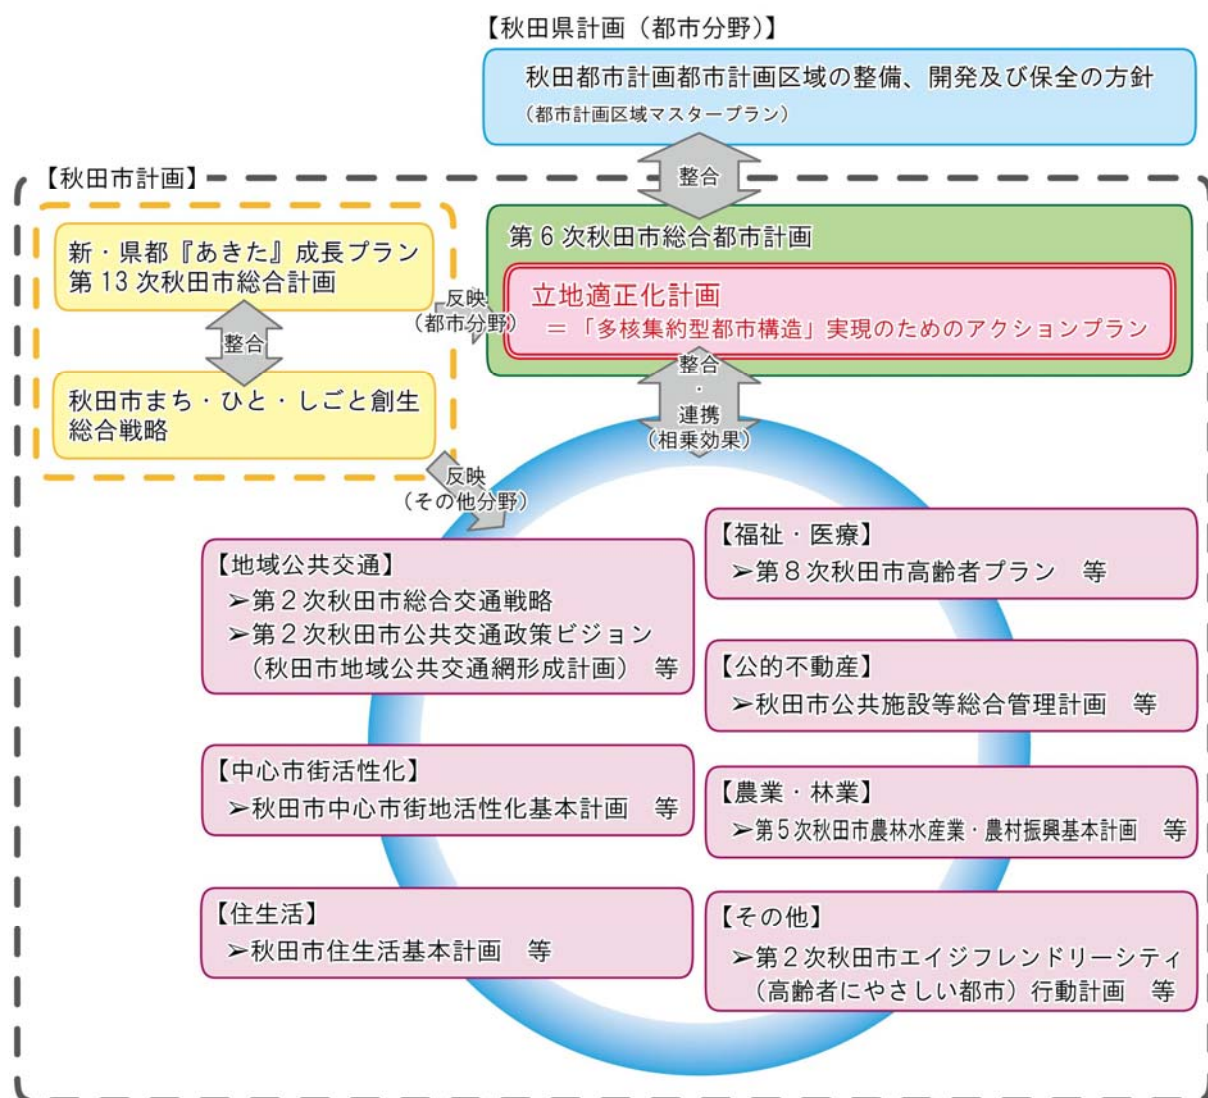 【秋田県計画（都市分野）】
秋田都市計画都市計画区域の整備、開発及び保全の方針
（都市計画区域マスタープラン）
整合
【秋田市計画】
新・県都『あきた』成長プラン
第13次秋田市総合計画
整合
秋田市まち・ひと・しごと創生
総合戦略
反映
（都市分野）
第６次秋田市総合都市計画
立地適正化計画
＝「多核集約型都市構造」実現のためのアクションプラン
整合
・
連携
（相乗効果）
反映
（その他分野）
【地域公共交通】
➢第２次秋田市総合交通戦略
➢第２次秋田市公共交通政策ビジョン
（秋田市地域公共交通網形成計画）　等
【中心市街活性化】
➢秋田市中心市街地活性化基本計画　等
【住生活】
➢秋田市住生活基本計画　等
【福祉・医療】
➢第８次秋田市高齢者プラン　等
【公的不動産】
➢秋田市公共施設等総合管理計画　等
【農業・林業】
➢第５次秋田市農林水産業・農村振興基本計画　等
【その他】
➢第２次秋田市エイジフレンドリーシティ
（高齢者にやさしい都市）行動計画　等